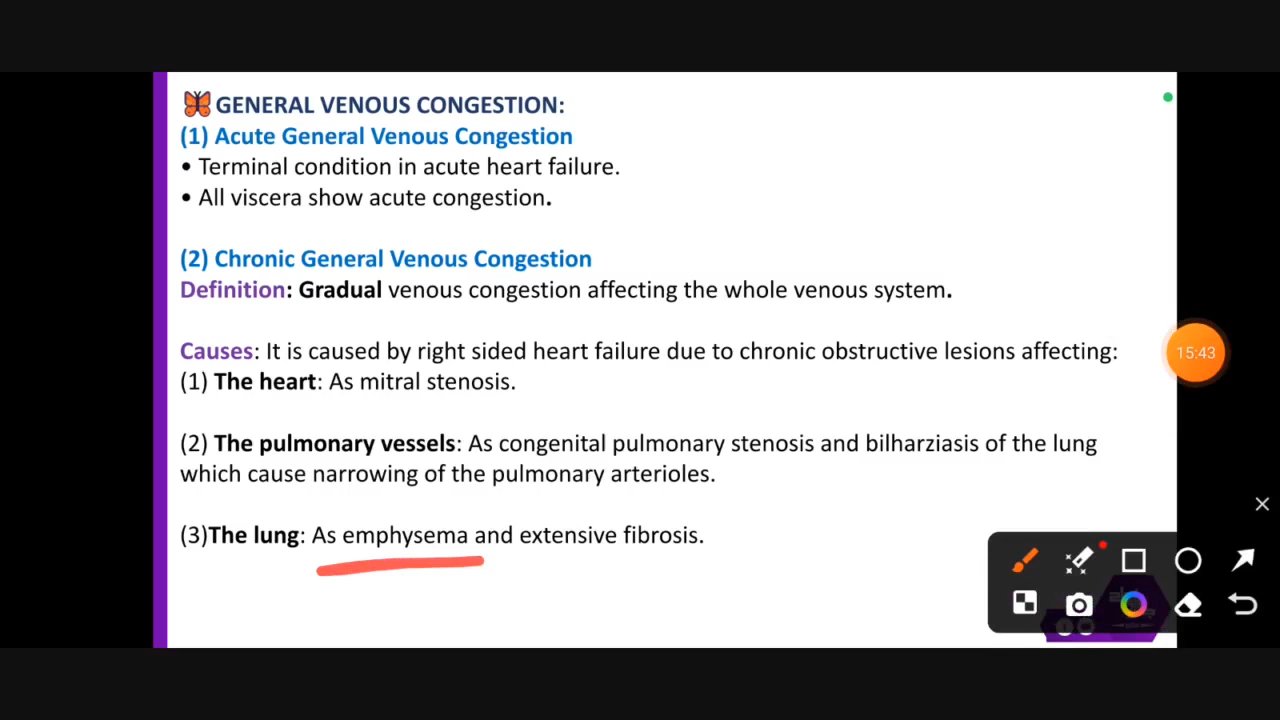 GENERAL VENOUS CONGESTION:
(1) Acute General Venous Congestion
• Terminal condition in acute heart failure.
• All viscera show acute congestion.
(2) Chronic General Venous Congestion
Definition: Gradual venous congestion affecting the whole venous system.
Causes: It is caused by right sided heart failure due to chronic obstructive lesions affecting:
(1) The heart: As mitral stenosis.
(2) The pulmonary vessels: As congenital pulmonary stenosis and bilharziasis of the lung
which cause narrowing of the pulmonary arterioles.
(3)The lung: As emphysema and extensive fibrosis.
15:43